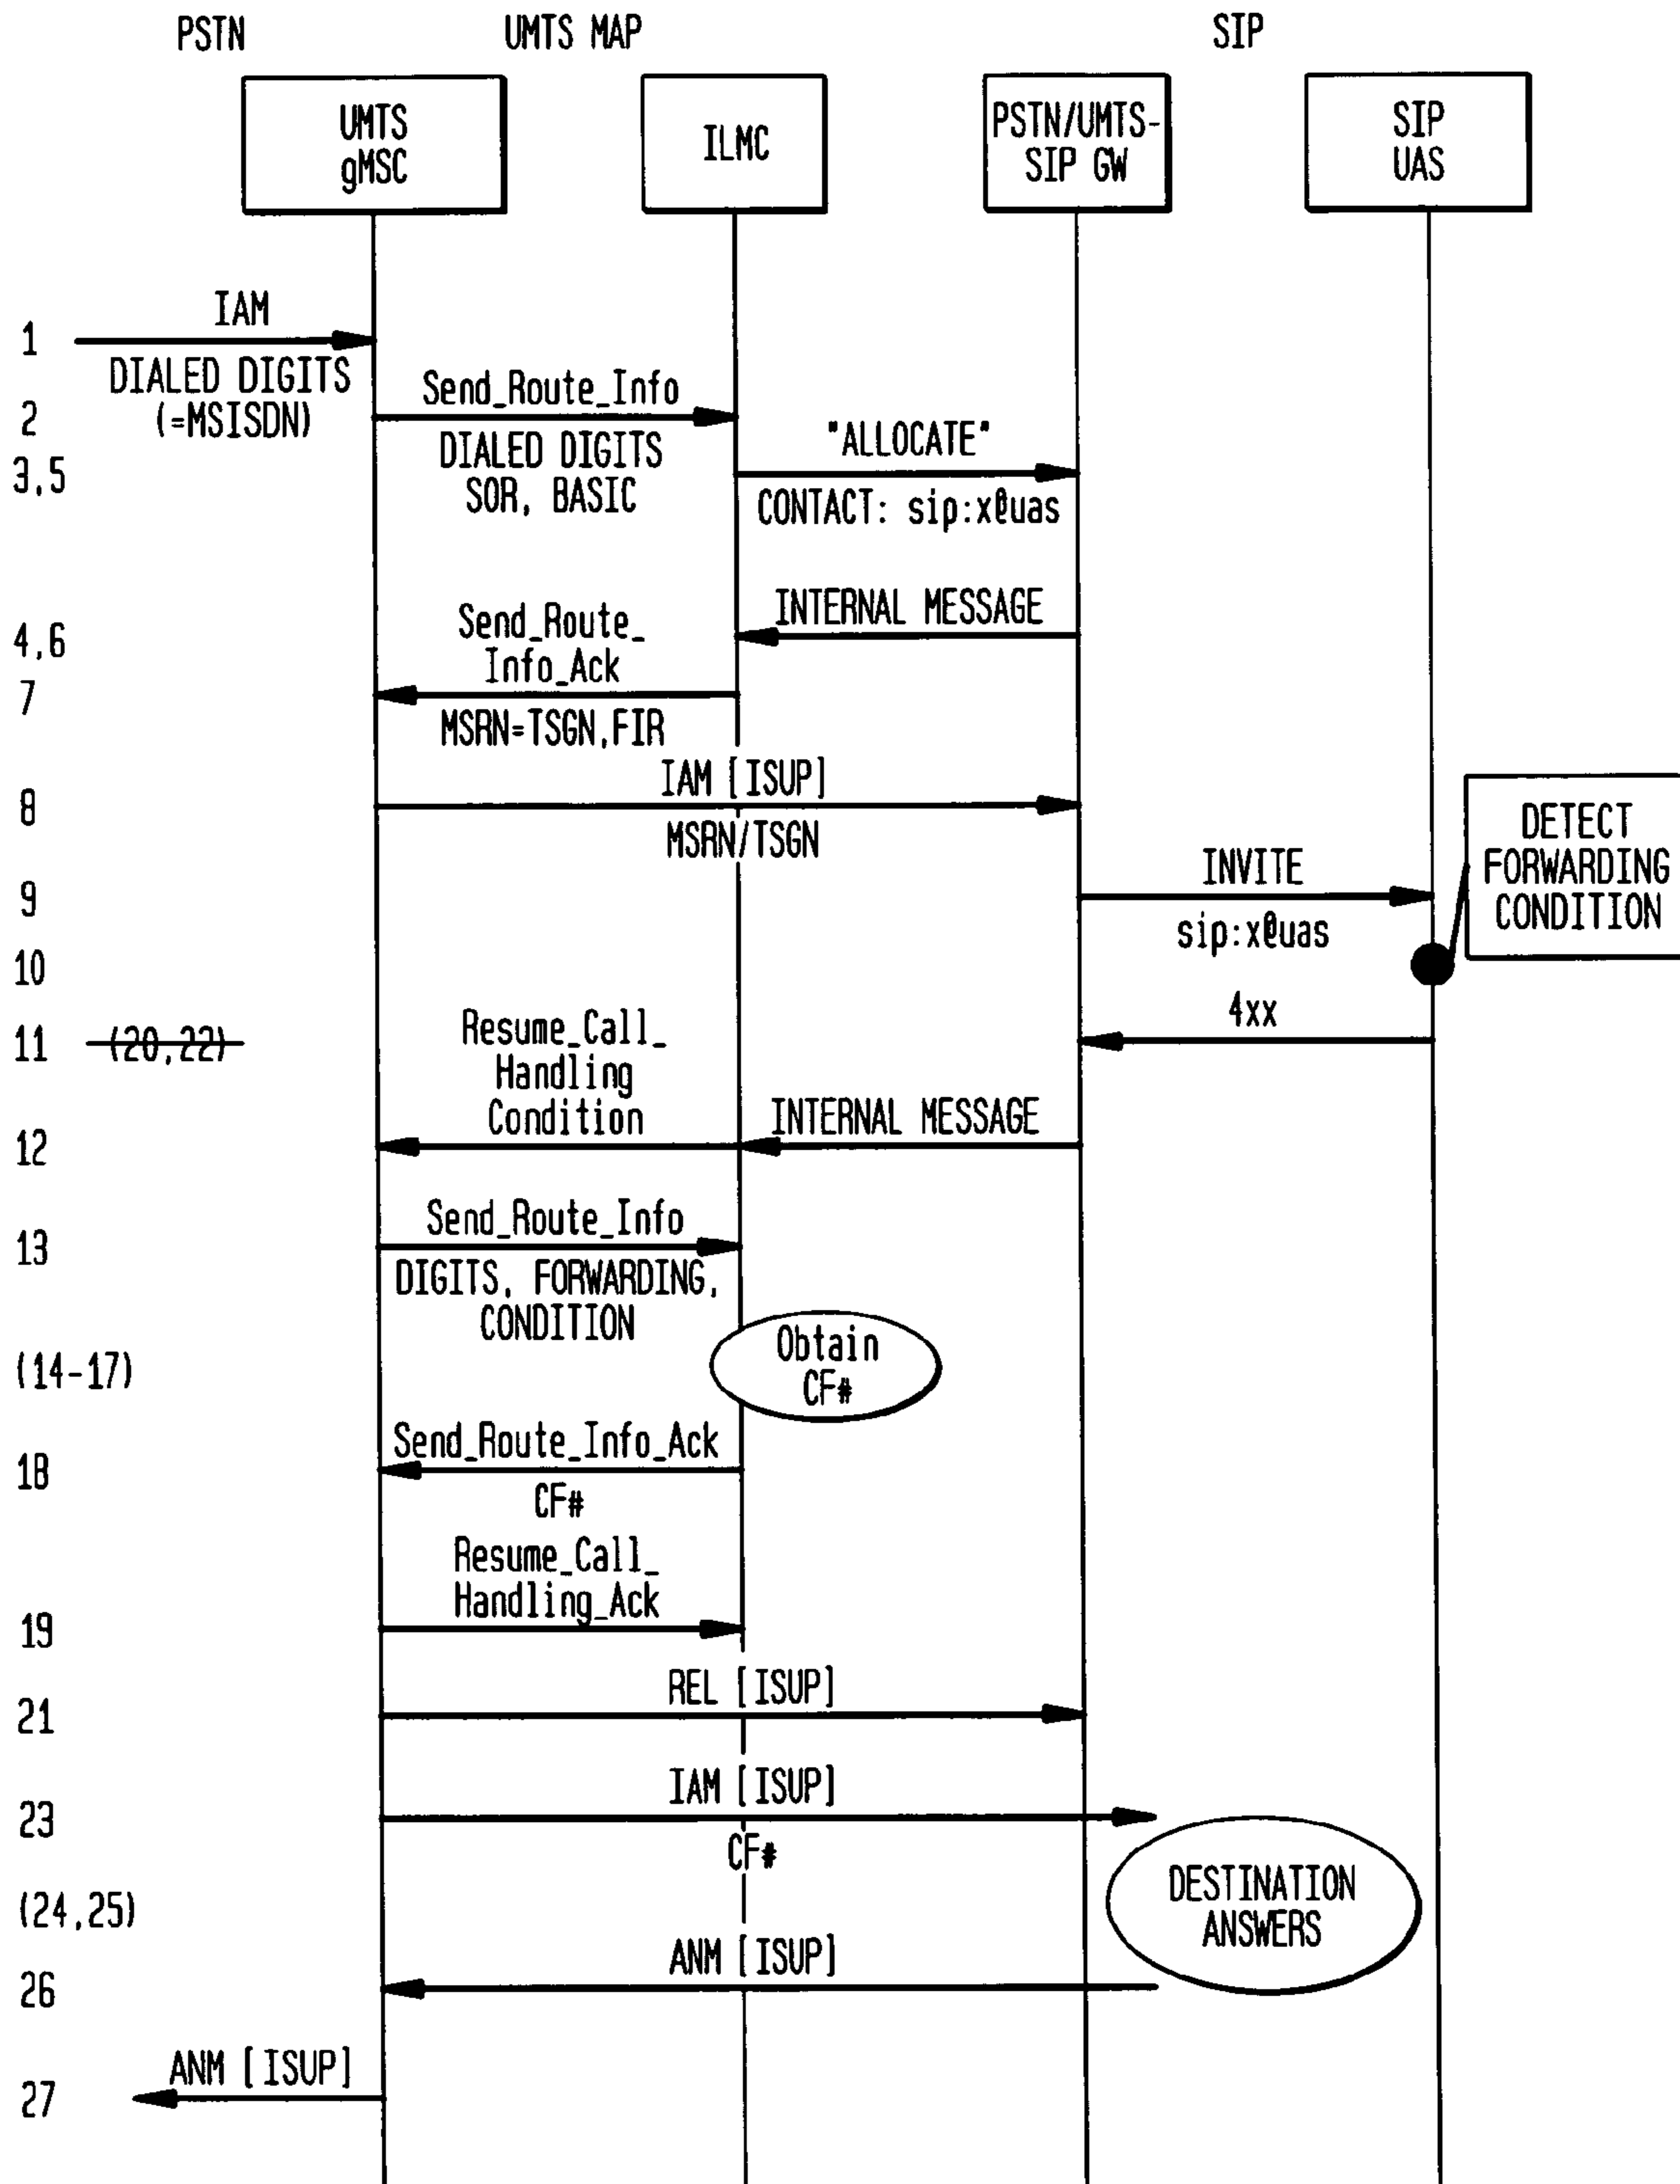 PSTN
UMTS MAP
SIP
UMTS
gMSC
ILMC
PSTN/UMTS-
SIP GW
SIP
UAS
1
IAM
DIALED DIGITS
(=MSISDN)
2
Send_Route_Info
DIALED DIGITS
SOR, BASIC
3,5
"ALLOCATE"
CONTACT: sip:x@uas
4,6
INTERNAL MESSAGE
Send_Route_
Info_Ack
7
MSRN=TSGN,FIR
8
IAM [ISUP]
MSRN/TSGN
9
INVITE
sip:x@uas
DETECT
FORWARDING
CONDITION
10
11
(20,22)
4xx
Resume_Call_
Handling
Condition
12
INTERNAL MESSAGE
13
Send_Route_Info
DIGITS, FORWARDING,
CONDITION
(14-17)
Obtain
CF#
18
Send_Route_Info_Ack
CF#
Resume_Call_
Handling_Ack
19
21
REL [ISUP]
23
IAM [ISUP]
CF#
(24,25)
DESTINATION
ANSWERS
26
ANM [ISUP]
27
ANM [ISUP]